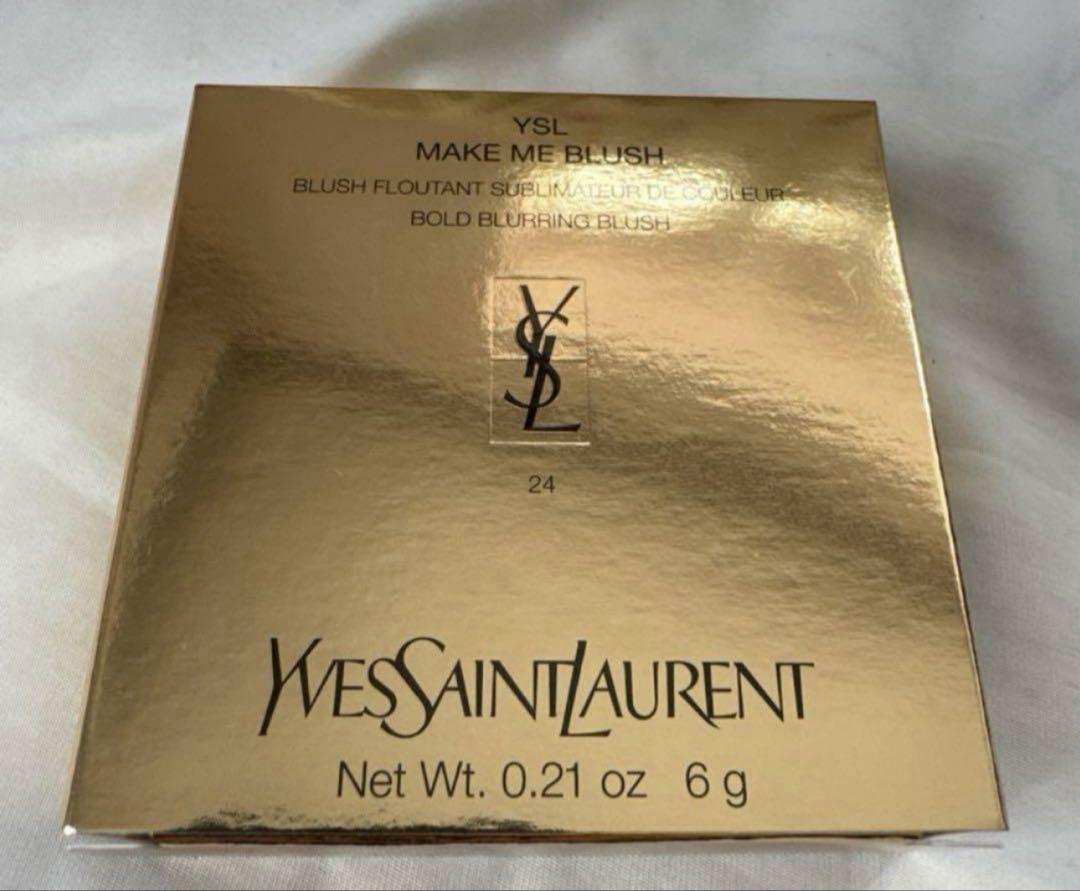 YSL
MAKE ME BLUSH
BLUSH FLOUTANT SUBLIMATEUR DE COULEUR
BOLD BLURRING BLUSH
YSL
24
YVESSAINTLAURENT
Net Wt. 0.21 oz 6 g